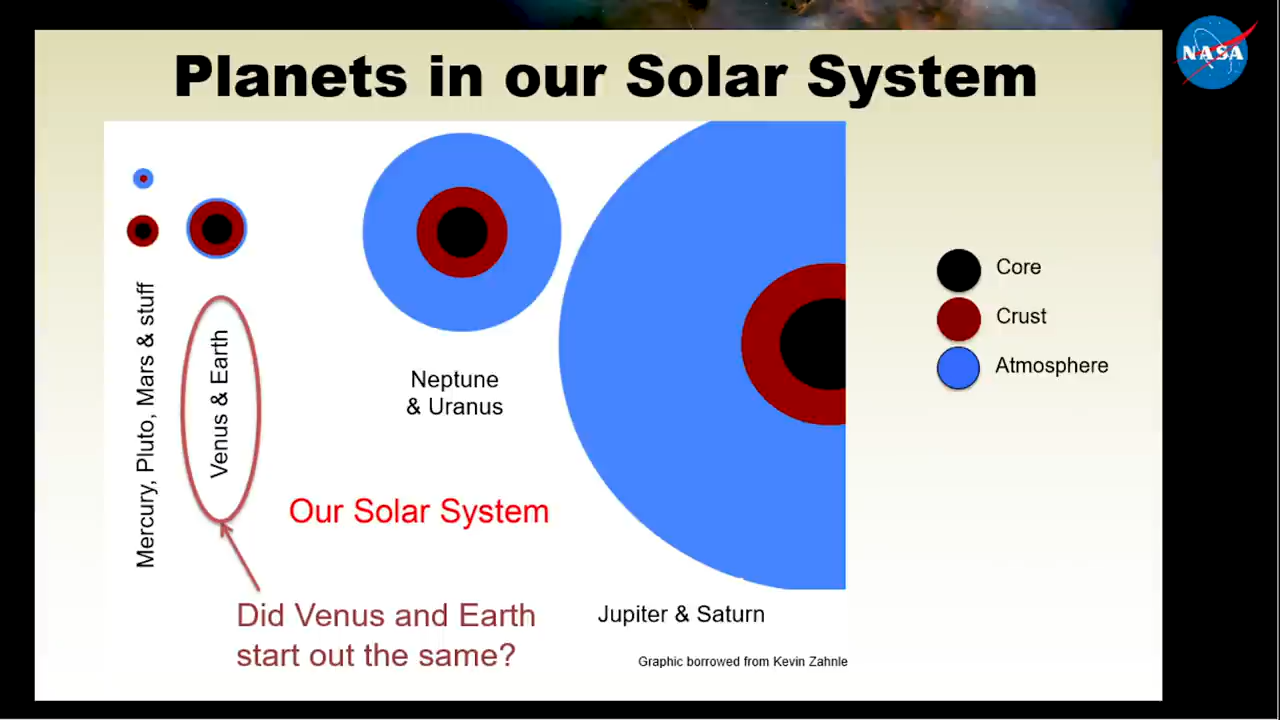 Planets in our Solar System
NASA
Core
Crust
Atmosphere
Mercury, Pluto, Mars & stuff
Venus & Earth
Neptune
& Uranus
Our Solar System
Did Venus and Earth
start out the same?
Jupiter & Saturn
Graphic borrowed from Kevin Zahnle